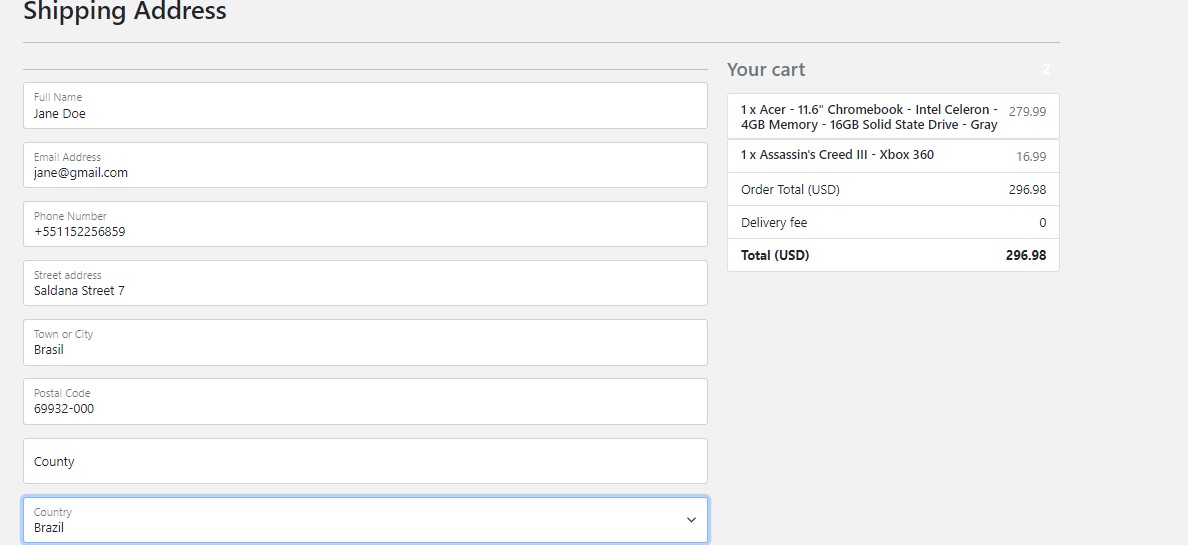 Shipping Address
Full Name
Jane Doe
Email Address
jane@gmail.com
Phone Number
+551152256859
Street address
Saldana Street 7
Town or City
Brasil
Postal Code
69932-000
County
Country
Brazil
Your cart 2
1 x Acer - 11.6" Chromebook - Intel Celeron - 279.99
4GB Memory - 16GB Solid State Drive - Gray
1 x Assassin's Creed III - Xbox 360 16.99
Order Total (USD) 296.98
Delivery fee 0
Total (USD) 296.98